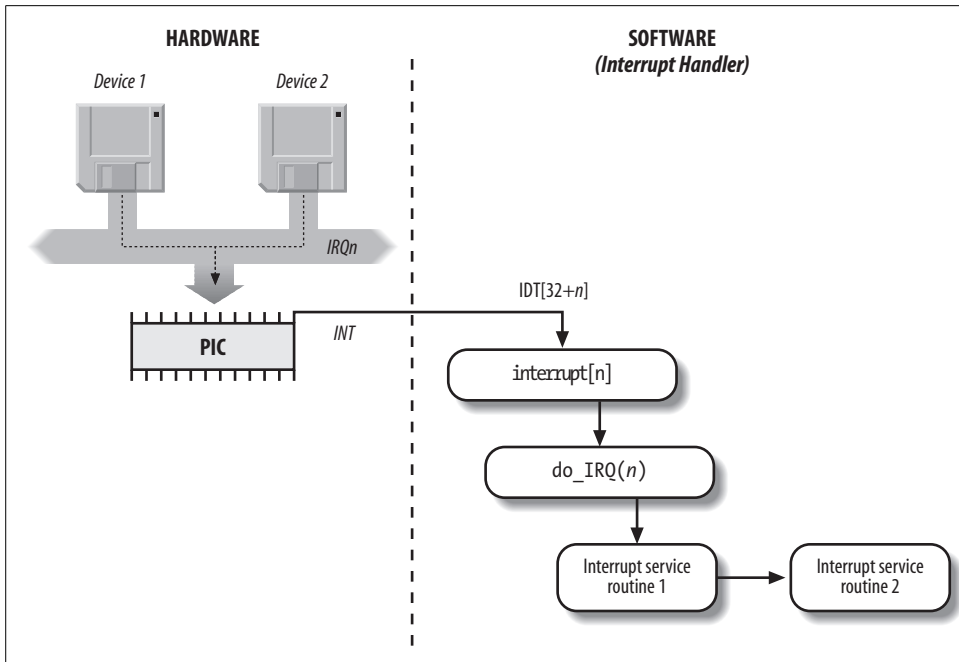 HARDWARE
SOFTWARE
(Interrupt Handler)
Device 1
Device 2
IRQn
IDT[32+n]
INT
PIC
interrupt[n]
do_IRQ(n)
Interrupt service
routine 1
Interrupt service
routine 2